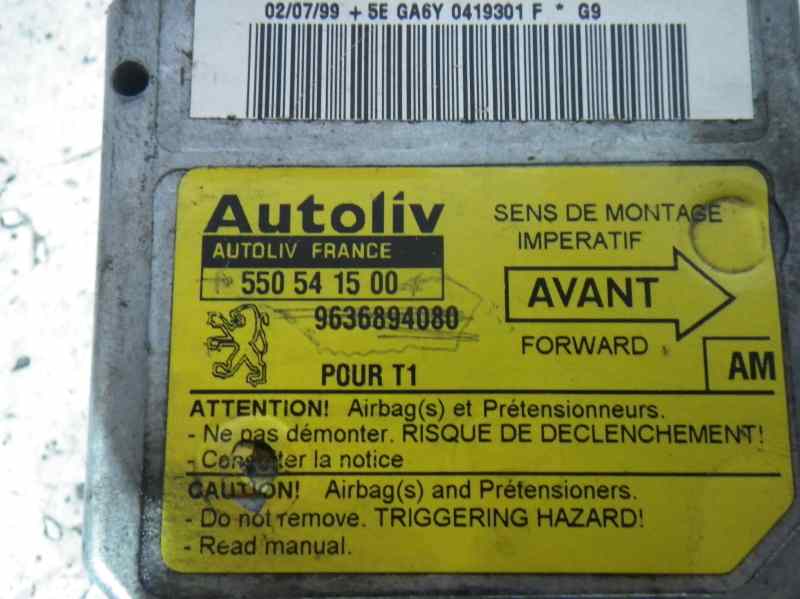 02/07/99 + 5E GA6Y 0419301 F * G9
Autoliv
AUTOLIV FRANCE
550 54 15 00
9636894080
POUR T1
SENS DE MONTAGE
IMPERATIF
AVANT
FORWARD
AM
ATTENTION! Airbag(s) et Prétensionneurs.
- Ne pas démonter. RISQUE DE DECLENCHEMENT!
- Consulter la notice
CAUTION! Airbag(s) and Prétensioners.
- Do not remove. TRIGGERING HAZARD!
- Read manual.